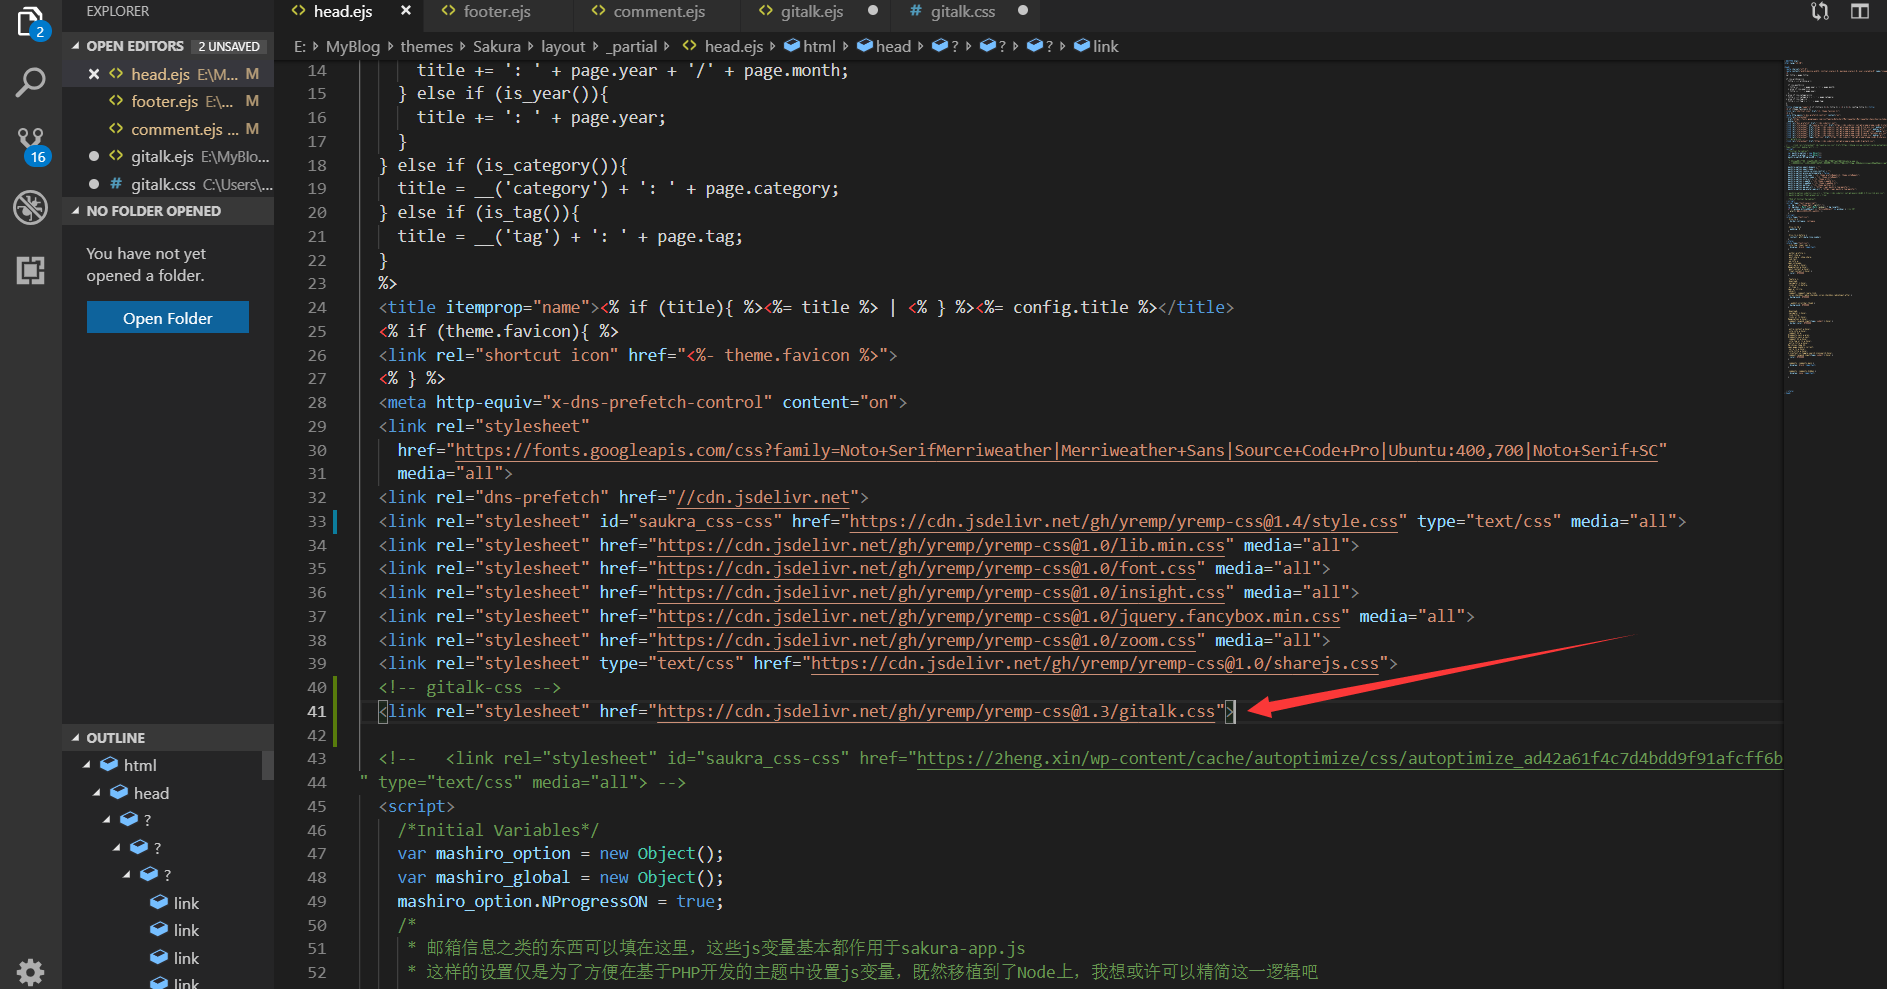 EXPLORER
OPEN EDITORS 2 UNSAVED
head.ejs E:\M... M
footer.ejs E:\... M
comment.ejs ... M
gitalk.ejs E:\MyBlo...
gitalk.css C:\Users\...
NO FOLDER OPENED
You have not yet
opened a folder.
Open Folder
OUTLINE
html
head
?
?
?
link
link
link
link
2
16
head.ejs
footer.ejs
comment.ejs
gitalk.ejs
gitalk.css
E: MyBlog themes Sakura layout _partial head.ejs html head ? ? ? link
14 title += ': ' + page.year + '/' + page.month;
15 } else if (is_year()){
16 title += ': ' + page.year;
17 }
18 } else if (is_category()){
19 title = __('category') + ': ' + page.category;
20 } else if (is_tag()){
21 title = __('tag') + ': ' + page.tag;
22 }
23 %>
24 <title itemprop="name"><% if (title){ %><%= title %> | <% } %><%= config.title %></title>
25 <% if (theme.favicon){ %>
26 <link rel="shortcut icon" href="<%- theme.favicon %>">
27 <% } %>
28 <meta http-equiv="x-dns-prefetch-control" content="on">
29 <link rel="stylesheet"
30 href="https://fonts.googleapis.com/css?family=Noto+SerifMerriweather|Merriweather+Sans|Source+Code+Pro|Ubuntu:400,700|Noto+Serif+SC"
31 media="all">
32 <link rel="dns-prefetch" href="//cdn.jsdelivr.net">
33 <link rel="stylesheet" id="saukra_css-css" href="https://cdn.jsdelivr.net/gh/yremp/yremp-css@1.4/style.css" type="text/css" media="all">
34 <link rel="stylesheet" href="https://cdn.jsdelivr.net/gh/yremp/yremp-css@1.0/lib.min.css" media="all">
35 <link rel="stylesheet" href="https://cdn.jsdelivr.net/gh/yremp/yremp-css@1.0/font.css" media="all">
36 <link rel="stylesheet" href="https://cdn.jsdelivr.net/gh/yremp/yremp-css@1.0/insight.css" media="all">
37 <link rel="stylesheet" href="https://cdn.jsdelivr.net/gh/yremp/yremp-css@1.0/jquery.fancybox.min.css" media="all">
38 <link rel="stylesheet" href="https://cdn.jsdelivr.net/gh/yremp/yremp-css@1.0/zoom.css" media="all">
39 <link rel="stylesheet" type="text/css" href="https://cdn.jsdelivr.net/gh/yremp/yremp-css@1.0/sharejs.css">
40 <!-- gitalk-css -->
41 <link rel="stylesheet" href="https://cdn.jsdelivr.net/gh/yremp/yremp-css@1.3/gitalk.css">
42
43 <!-- <link rel="stylesheet" id="saukra_css-css" href="https://2heng.xin/wp-content/cache/autoptimize/css/autoptimize_ad42a61f4c7d4bdd9f91afcff6b
44 " type="text/css" media="all"> -->
45 <script>
46 /*Initial Variables*/
47 var mashiro_option = new Object();
48 var mashiro_global = new Object();
49 mashiro_option.NProgressON = true;
50 /*
51 * 邮箱信息之类的东西可以填在这里，这些js变量基本都作用于sakura-app.js
52 * 这样的设置仅是为了方便在基于PHP开发的主题中设置js变量，既然移植到了Node上，我想或许可以精简这一逻辑吧